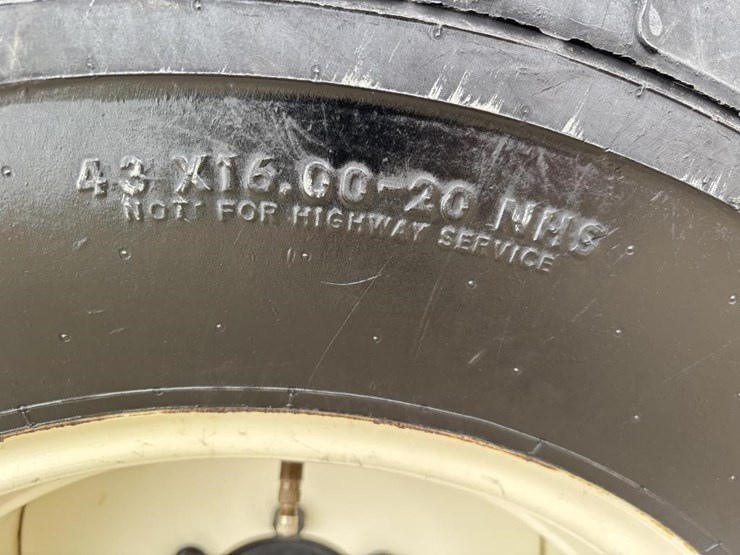 43 X16.00-20 NHS
NOT FOR HIGHWAY SERVICE